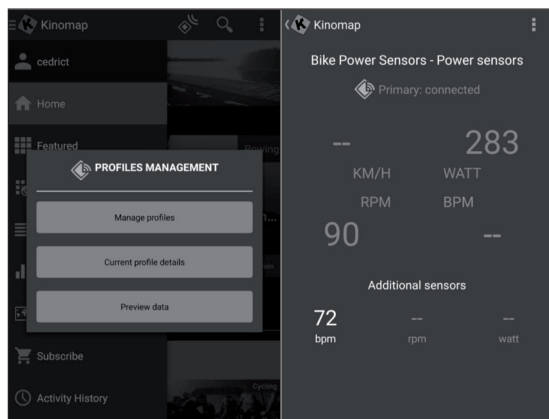 Kinomap
cedrict
Home
Featured
Rowing
PROFILES MANAGEMENT
Manage profiles
Current profile details
Preview data
Subscribe
Activity History
Cycling
Kinomap
Bike Power Sensors - Power sensors
Primary: connected
-- 283
KM/H WATT
RPM BPM
90 --
Additional sensors
72 -- --
bpm rpm watt